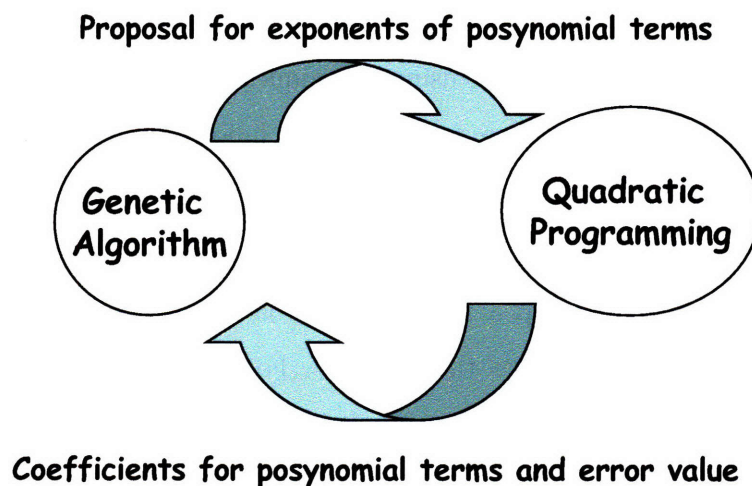 Proposal for exponents of posynomial terms
Genetic
Algorithm
Quadratic
Programming
Coefficients for posynomial terms and error value